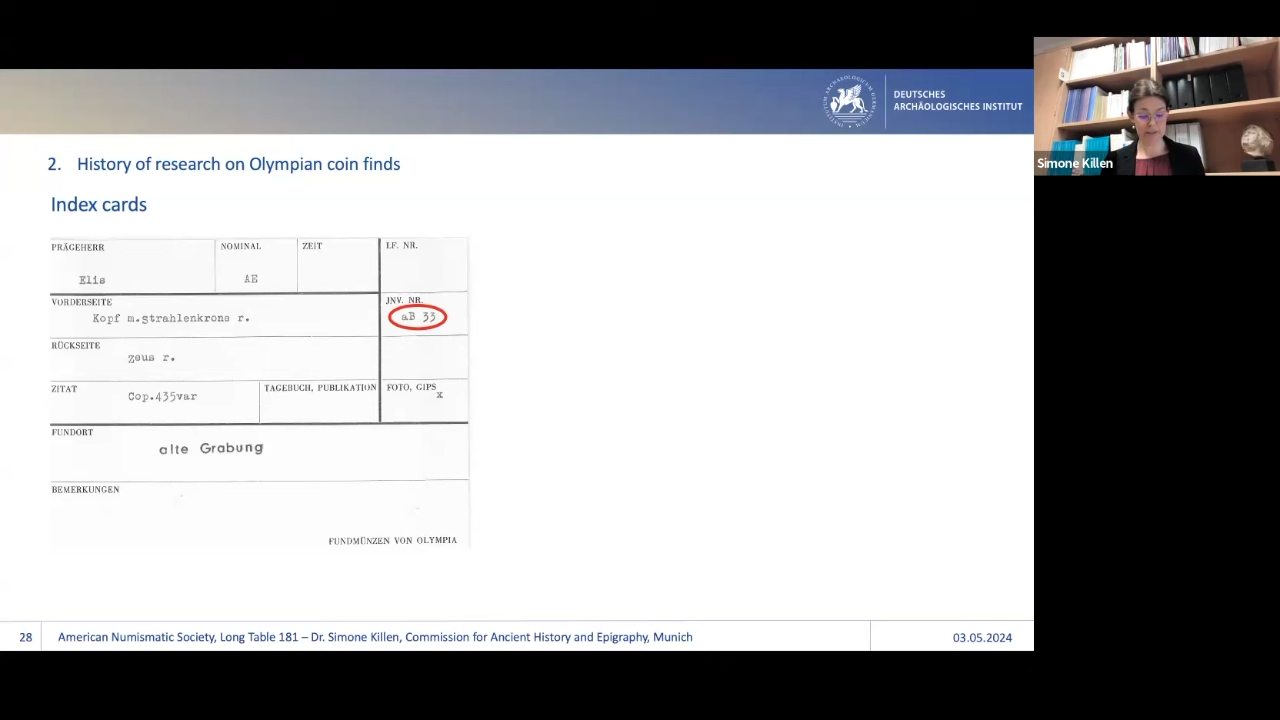 DEUTSCHES
ARCHÄOLOGISCHES INSTITUT
Simone Killen
2. History of research on Olympian coin finds
Index cards
PRÄGEHERR NOMINAL ZEIT LF. NR.
Elis AE
VORDERSEITE JNV. NR.
Kopf m.strahlenkrone r. aB 33
RÜCKSEITE
Zeus r.
ZITAT TAGEBUCH, PUBLIKATION FOTO, GIPS
Cop.435var x
FUNDORT
alte Grabung
BEMERKUNGEN
FUNDMÜNZEN VON OLYMPIA
28 American Numismatic Society, Long Table 181 – Dr. Simone Killen, Commission for Ancient History and Epigraphy, Munich 03.05.2024